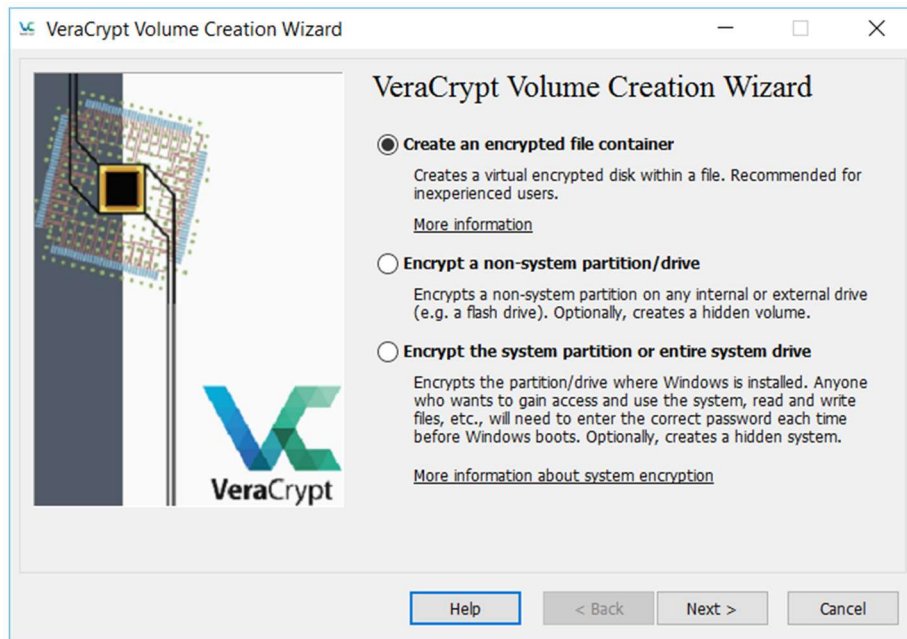 VeraCrypt Volume Creation Wizard
VeraCrypt Volume Creation Wizard
Create an encrypted file container
Creates a virtual encrypted disk within a file. Recommended for
inexperienced users.
More information
Encrypt a non-system partition/drive
Encrypts a non-system partition on any internal or external drive
(e.g. a flash drive). Optionally, creates a hidden volume.
Encrypt the system partition or entire system drive
Encrypts the partition/drive where Windows is installed. Anyone
who wants to gain access and use the system, read and write
files, etc., will need to enter the correct password each time
before Windows boots. Optionally, creates a hidden system.
More information about system encryption
VeraCrypt
Help
< Back
Next >
Cancel